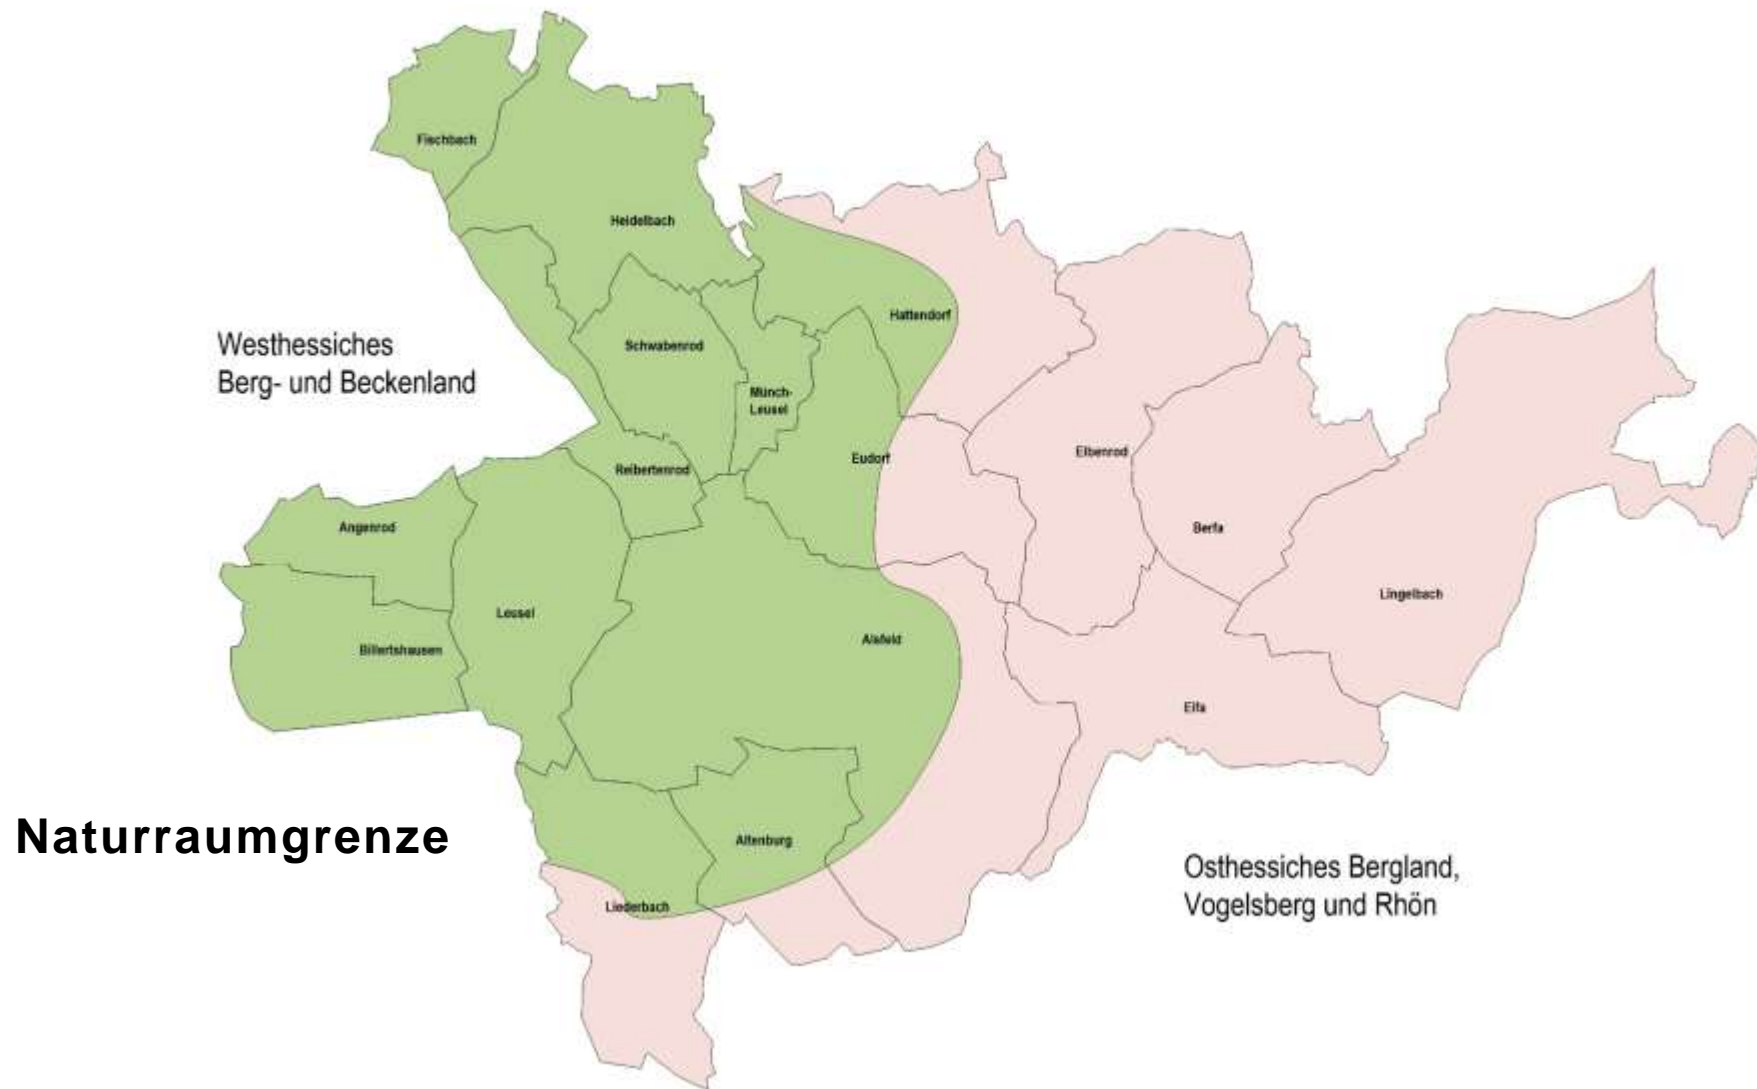 Fischbach
Heidelbach
Hattendorf
Westhessiches
Berg- und Beckenland
Schwabenrod
Münch-
Leusel
Eudorf
Elbenrod
Reibertenrod
Angenrod
Berfa
Lingelbach
Leusel
Alsfeld
Billertshausen
Eifa
Naturraumgrenze
Altenburg
Osthessiches Bergland,
Vogelsberg und Rhön
Liederbach